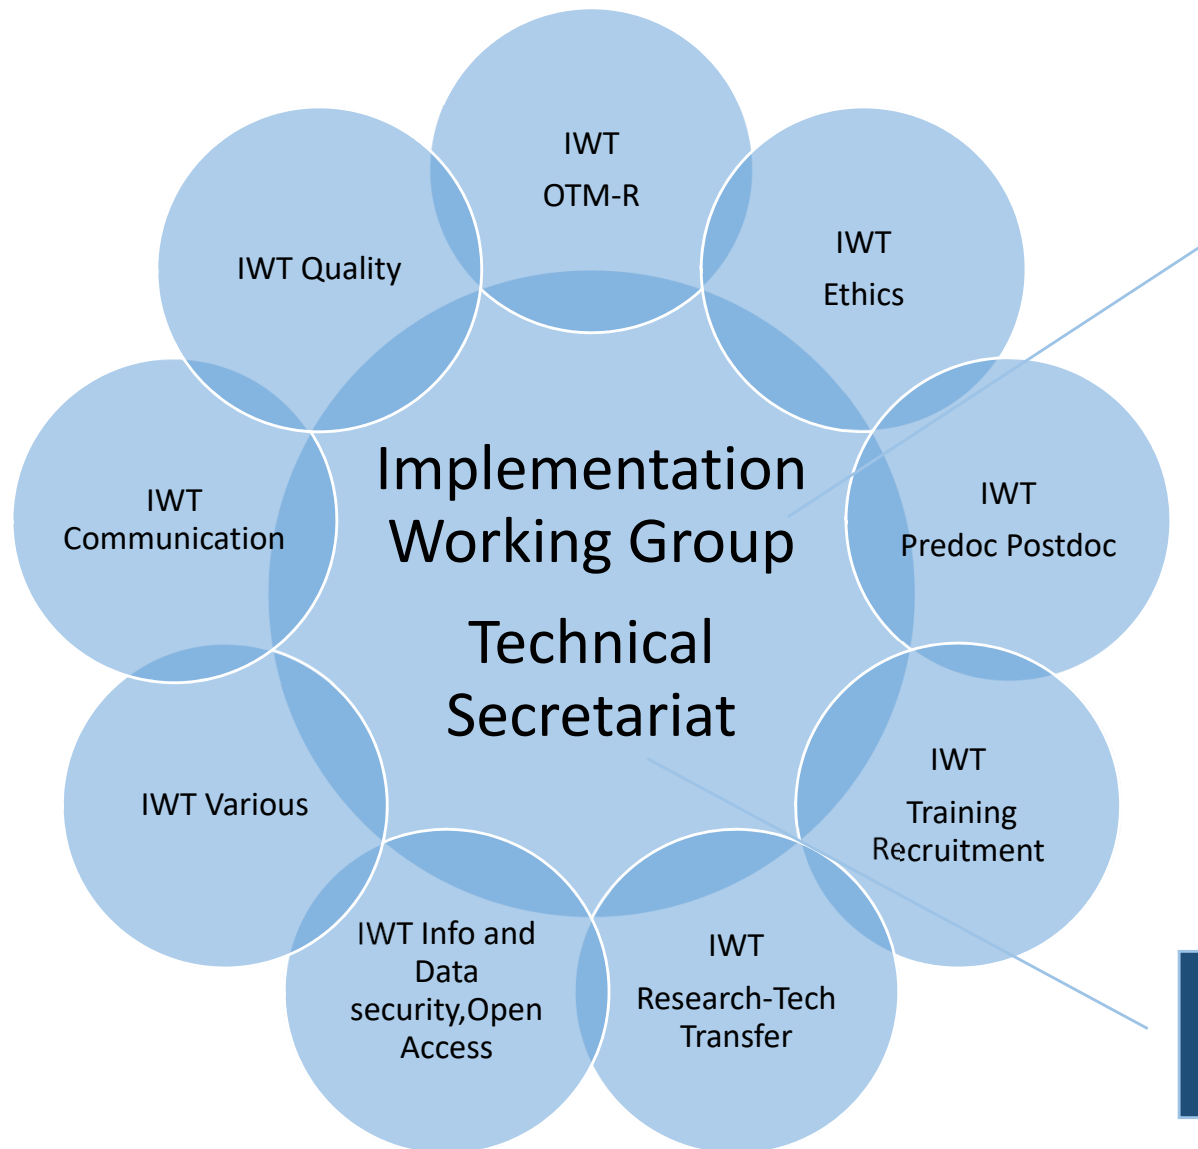 IWT
OTM-R
IWT
Ethics
IWT Quality
IWT
Predoc Postdoc
IWT
Communication
Implementation
Working Group
Technical
Secretariat
IWT
Training
Recruitment
IWT Various
IWT
Research-Tech
Transfer
IWT Info and
Data
security,Open
Access